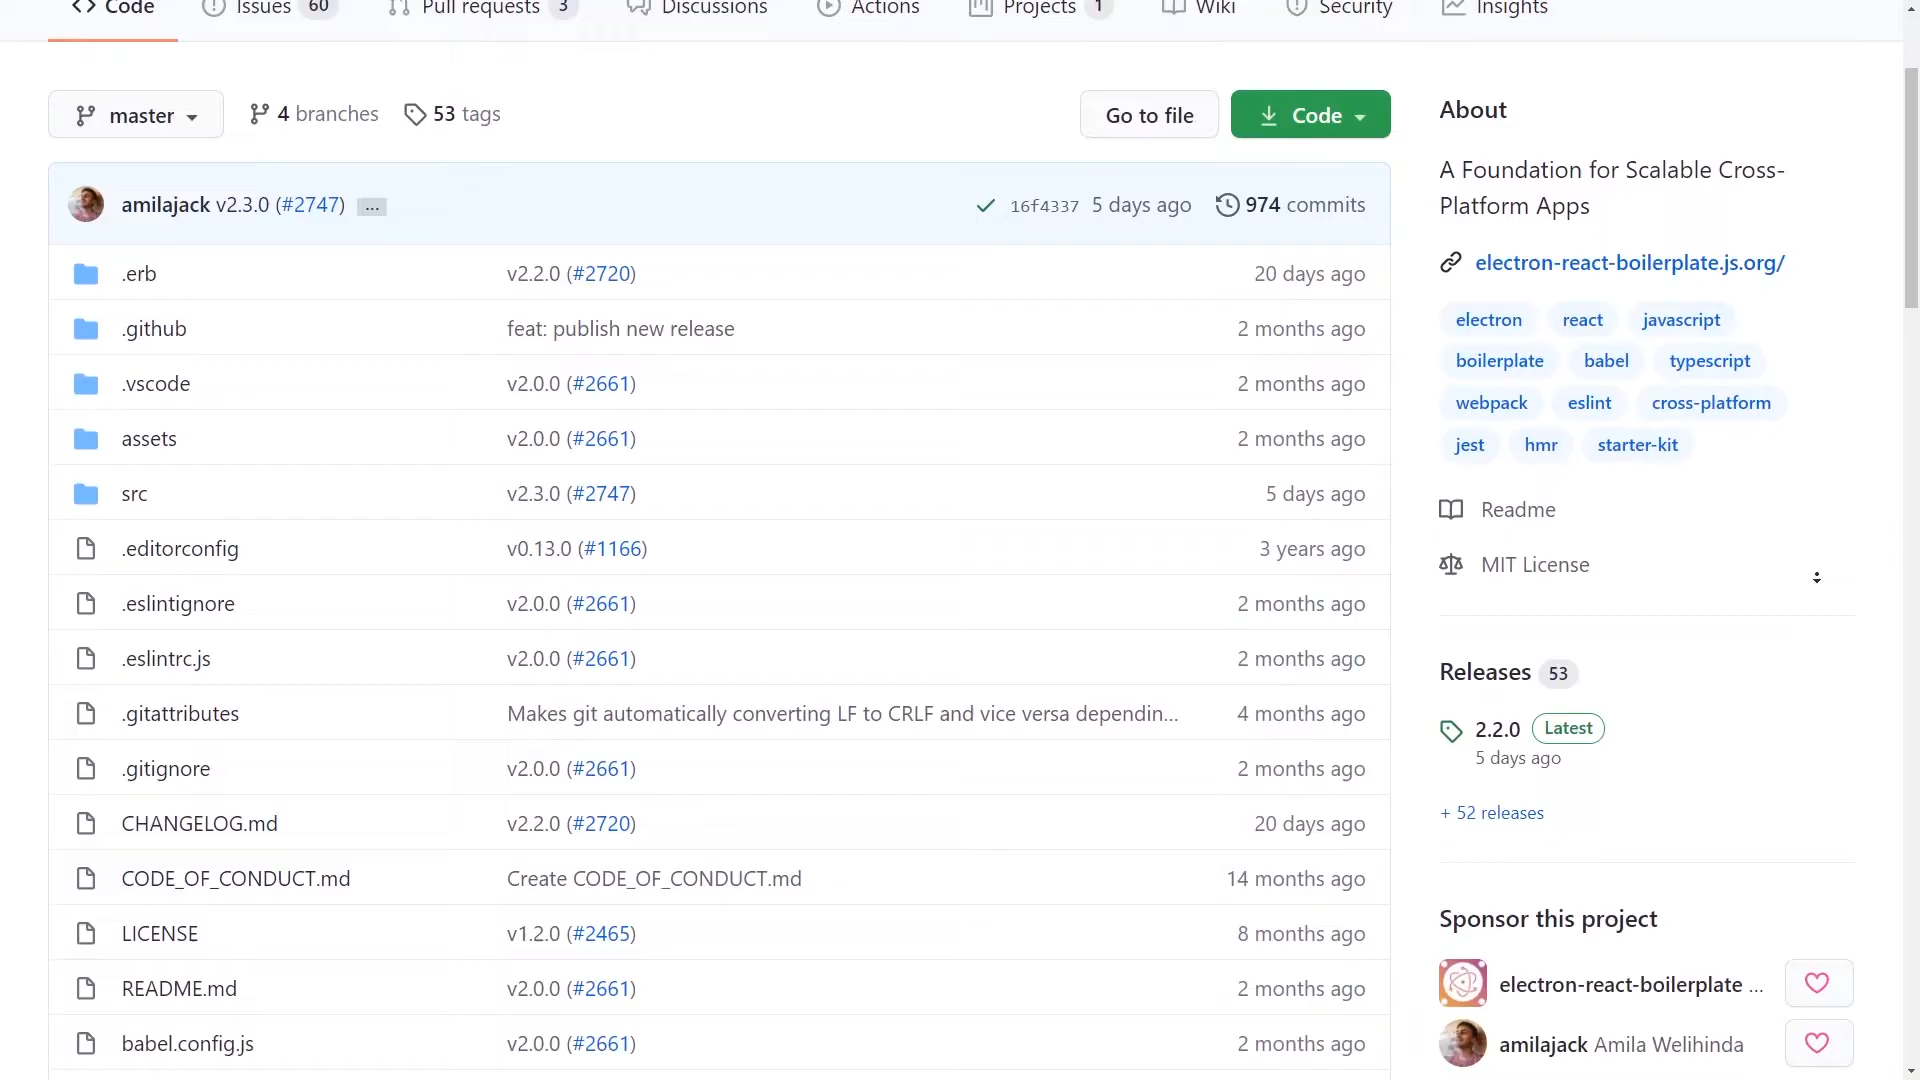 Code Issues 60 Pull requests 3 Discussions Actions Projects 1 Wiki Security Insights
master 4 branches 53 tags Go to file Code
amilajack v2.3.0 (#2747) ... 16f4337 5 days ago 974 commits
.erb v2.2.0 (#2720) 20 days ago
.github feat: publish new release 2 months ago
.vscode v2.0.0 (#2661) 2 months ago
assets v2.0.0 (#2661) 2 months ago
src v2.3.0 (#2747) 5 days ago
.editorconfig v0.13.0 (#1166) 3 years ago
.eslintignore v2.0.0 (#2661) 2 months ago
.eslintrc.js v2.0.0 (#2661) 2 months ago
.gitattributes Makes git automatically converting LF to CRLF and vice versa dependin... 4 months ago
.gitignore v2.0.0 (#2661) 2 months ago
CHANGELOG.md v2.2.0 (#2720) 20 days ago
CODE_OF_CONDUCT.md Create CODE_OF_CONDUCT.md 14 months ago
LICENSE v1.2.0 (#2465) 8 months ago
README.md v2.0.0 (#2661) 2 months ago
babel.config.js v2.0.0 (#2661) 2 months ago
About
A Foundation for Scalable Cross-
Platform Apps
electron-react-boilerplate.js.org/
electron react javascript
boilerplate babel typescript
webpack eslint cross-platform
jest hmr starter-kit
Readme
MIT License
Releases 53
2.2.0 Latest
5 days ago
+ 52 releases
Sponsor this project
electron-react-boilerplate ...
amilajack Amila Welihinda